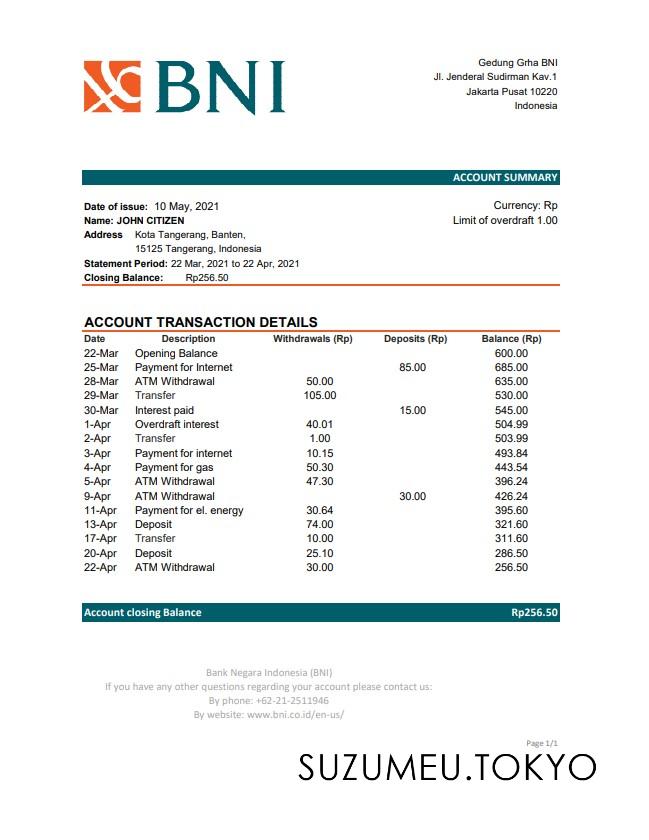 BNI
Gedung Grha BNI
Jl. Jenderal Sudirman Kav.1
Jakarta Pusat 10220
Indonesia
ACCOUNT SUMMARY
Date of issue: 10 May, 2021
Currency: Rp
Name: JOHN CITIZEN
Limit of overdraft 1.00
Address Kota Tangerang, Banten,
15125 Tangerang, Indonesia
Statement Period: 22 Mar, 2021 to 22 Apr, 2021
Closing Balance: Rp256.50
ACCOUNT TRANSACTION DETAILS
Date Description Withdrawals (Rp) Deposits (Rp) Balance (Rp)
22-Mar Opening Balance 600.00
25-Mar Payment for Internet 85.00 685.00
28-Mar ATM Withdrawal 50.00 635.00
29-Mar Transfer 105.00 530.00
30-Mar Interest paid 15.00 545.00
1-Apr Overdraft interest 40.01 504.99
2-Apr Transfer 1.00 503.99
3-Apr Payment for internet 10.15 493.84
4-Apr Payment for gas 50.30 443.54
5-Apr ATM Withdrawal 47.30 396.24
9-Apr ATM Withdrawal 30.00 426.24
11-Apr Payment for el. energy 30.64 395.60
13-Apr Deposit 74.00 321.60
17-Apr Transfer 10.00 311.60
20-Apr Deposit 25.10 286.50
22-Apr ATM Withdrawal 30.00 256.50
Account closing Balance Rp256.50
Bank Negara Indonesia (BNI)
If you have any other questions regarding your account please contact us:
By phone: +62-21-2511946
By website: www.bni.co.id/en-us/
Page 1/1
SUZUMEU.TOKYO